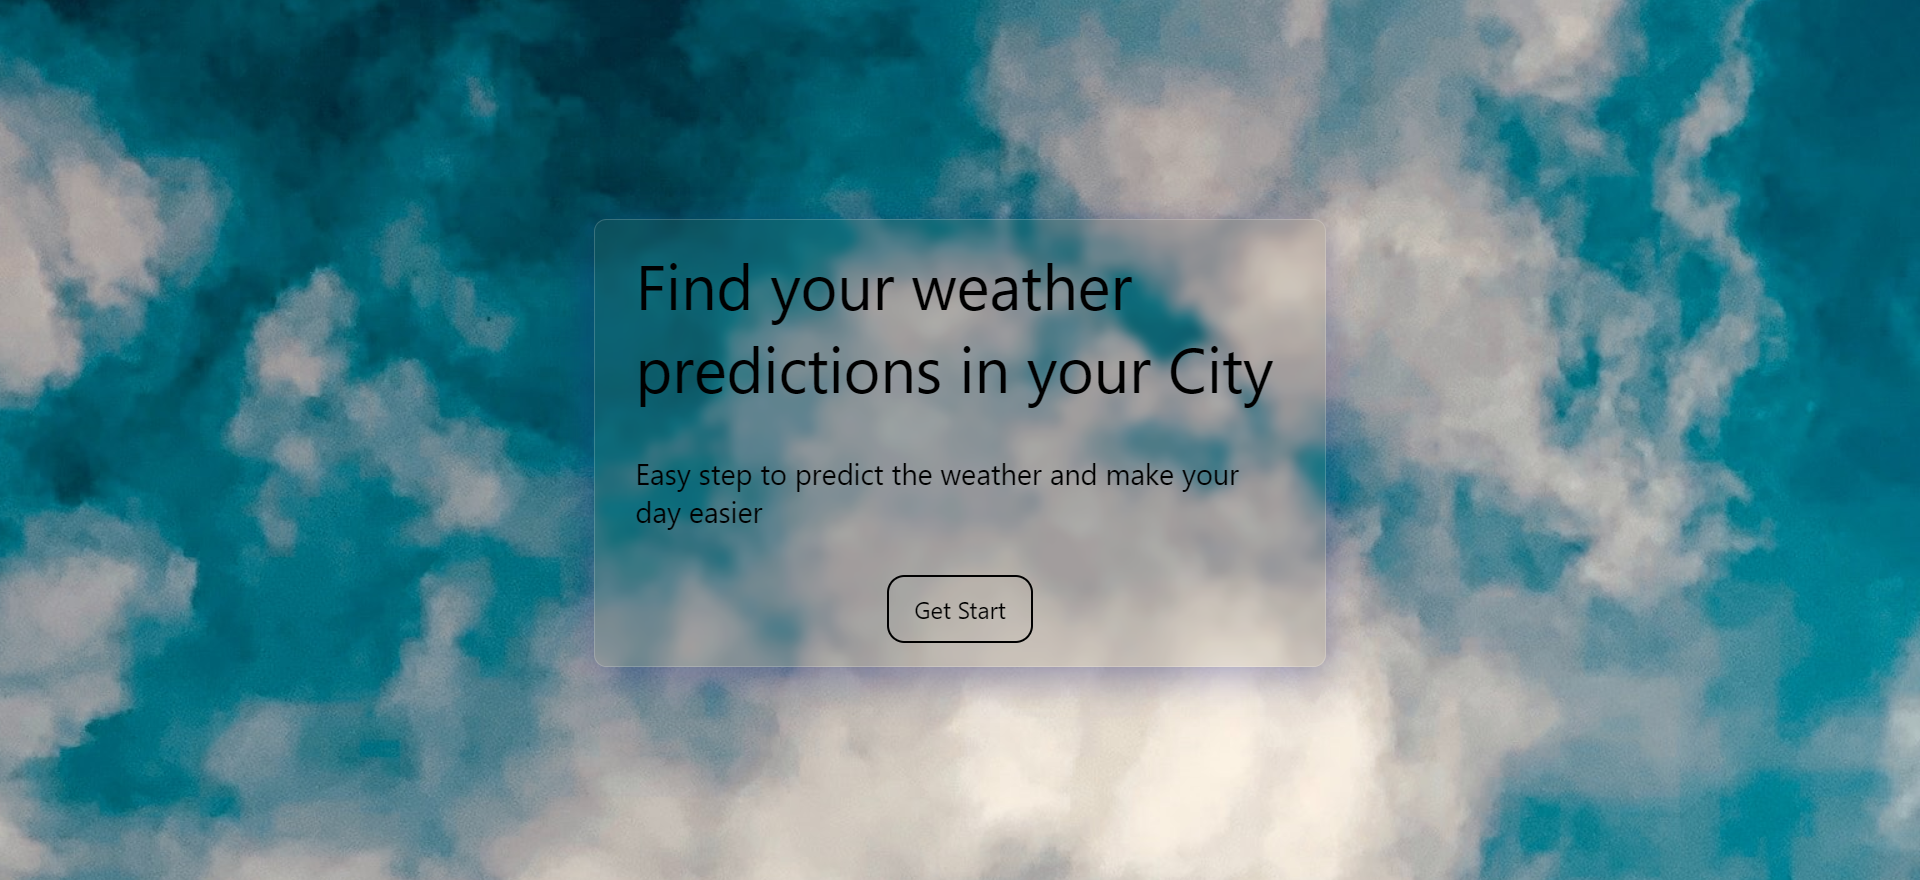 Find your weather
predictions in your City
Easy step to predict the weather and make your
day easier
Get Start